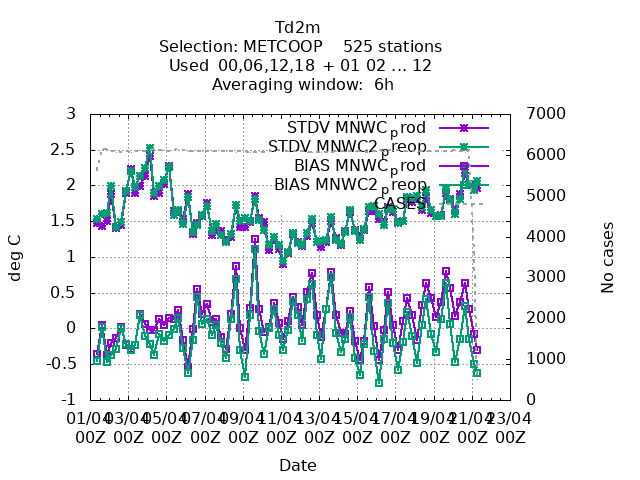 Td2m
Selection: METCOOP    525 stations
Used  00,06,12,18 + 01 02 ... 12
Averaging window:  6h
3
2.5
2
1.5
1
0.5
0
-0.5
-1
7000
6000
5000
4000
3000
2000
1000
0
STDV MNWC_prod
STDV MNWC2_preop
BIAS MNWC_prod
BIAS MNWC2_preop
CASES
deg C
No cases
01/04 03/04 05/04 07/04 09/04 11/04 13/04 15/04 17/04 19/04 21/04 23/04
00Z 00Z 00Z 00Z 00Z 00Z 00Z 00Z 00Z 00Z 00Z 00Z
Date